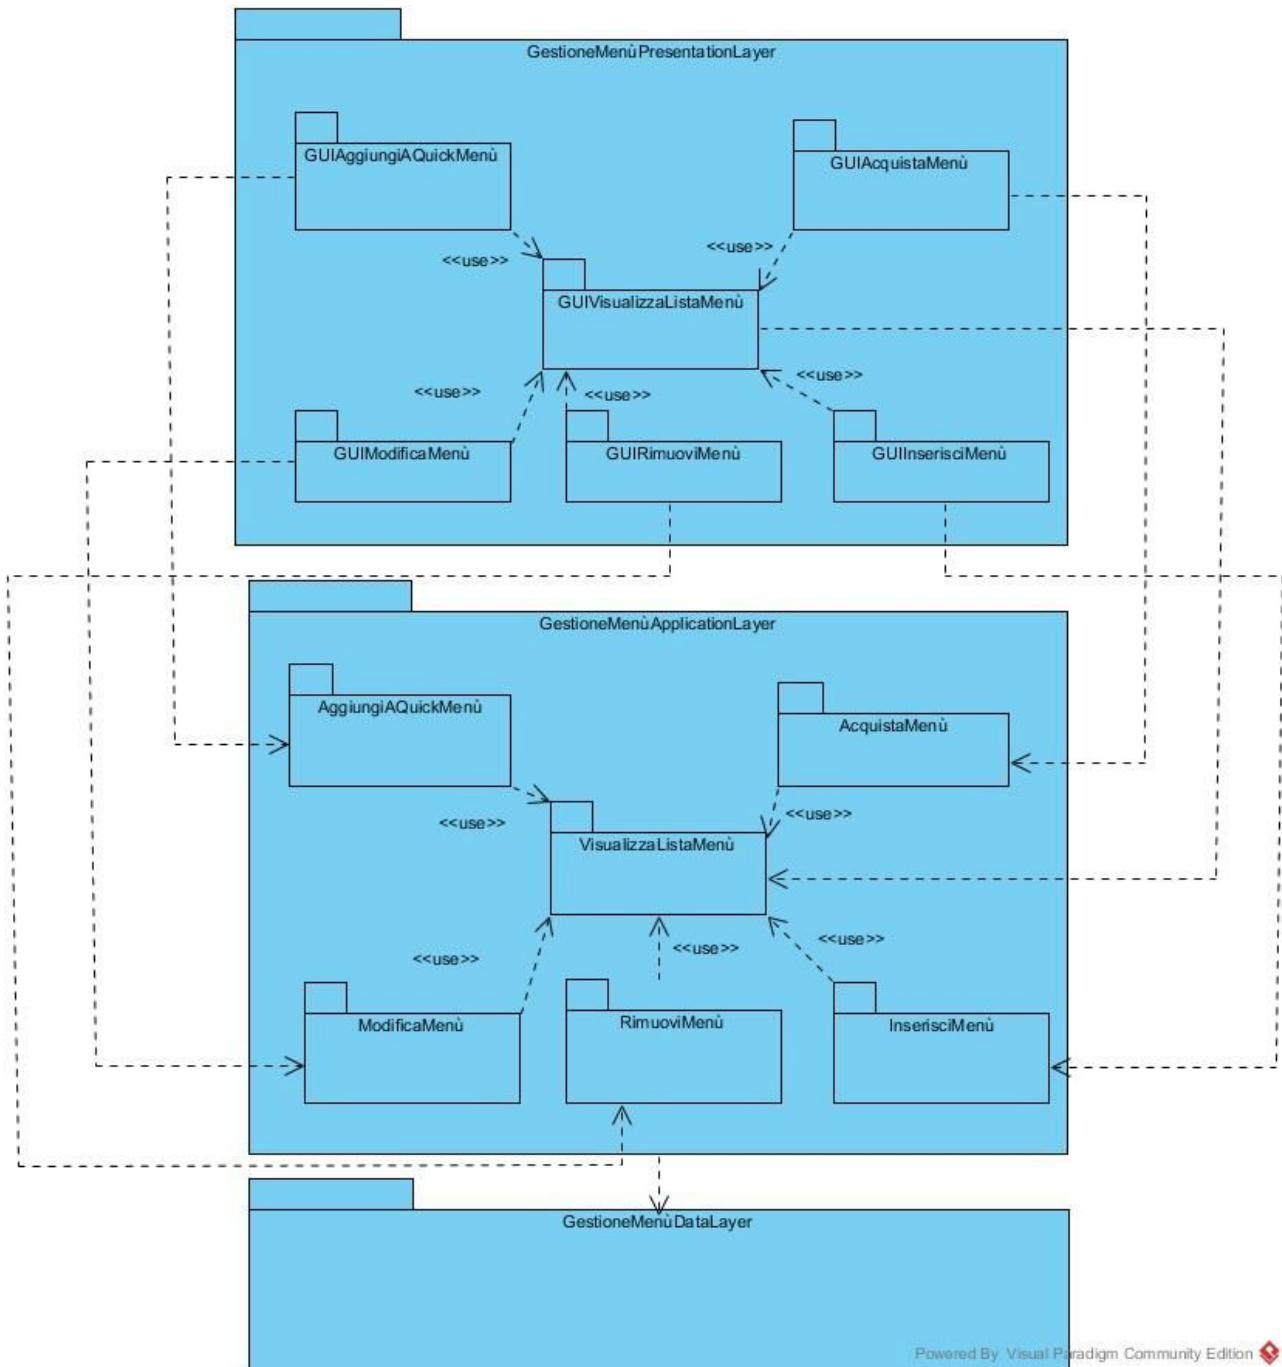 GestioneMenùPresentationLayer
GUIAggiungiAQuickMenù
GUIAcquistaMenù
<<use>>
<<use>>
GUIVisualizzaListaMenù
<<use>>
<<use>>
<<use>>
GUIModificaMenù
GUIRimuoviMenù
GUIInserisciMenù
GestioneMenùApplicationLayer
AggiungiAQuickMenù
AcquistaMenù
<<use>>
<<use>>
VisualizzaListaMenù
<<use>>
<<use>>
<<use>>
ModificaMenù
RimuoviMenù
InserisciMenù
GestioneMenùDataLayer
Powered By Visual Paradigm Community Edition